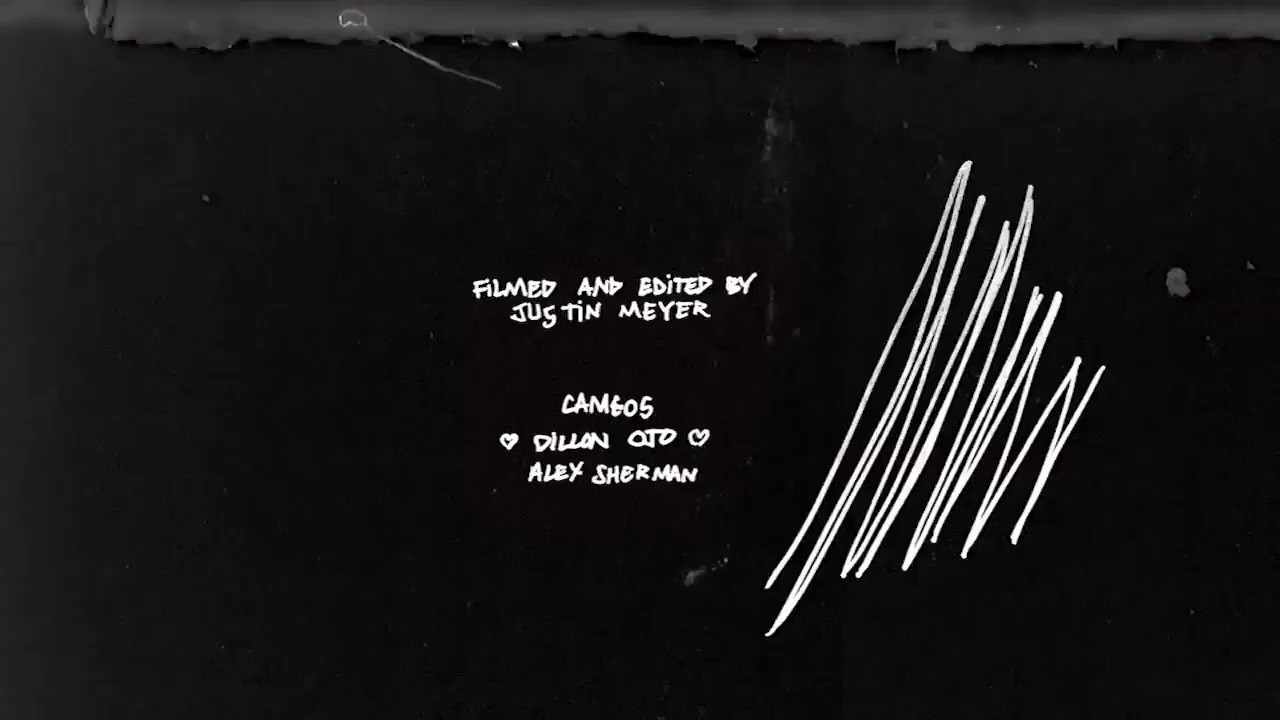 FILMED AND EDITED BY
JUSTIN MEYER
CAMEOS
♡ DILLON OJO ♡
ALEX SHERMAN